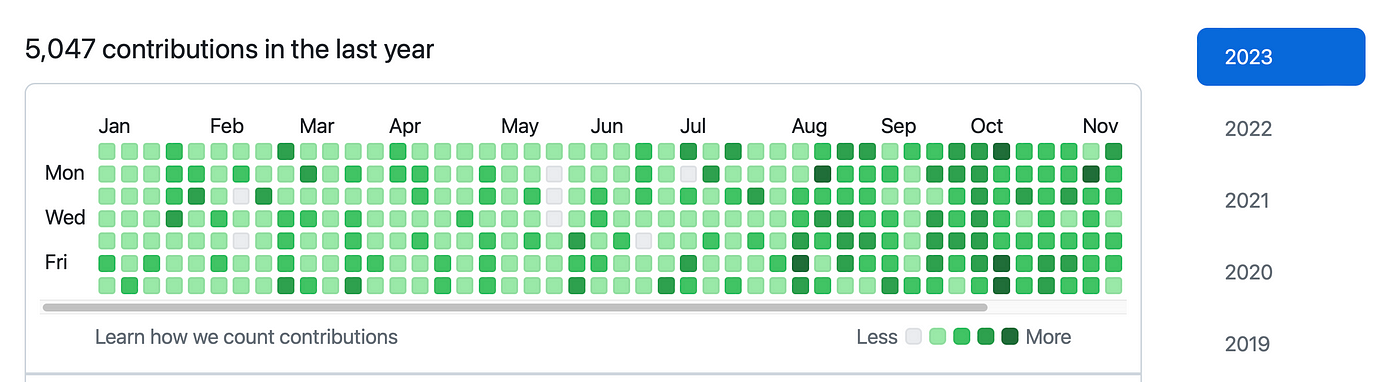 5,047 contributions in the last year
Jan Feb Mar Apr May Jun Jul Aug Sep Oct Nov
Mon
Wed
Fri
Learn how we count contributions
Less More
2023
2022
2021
2020
2019